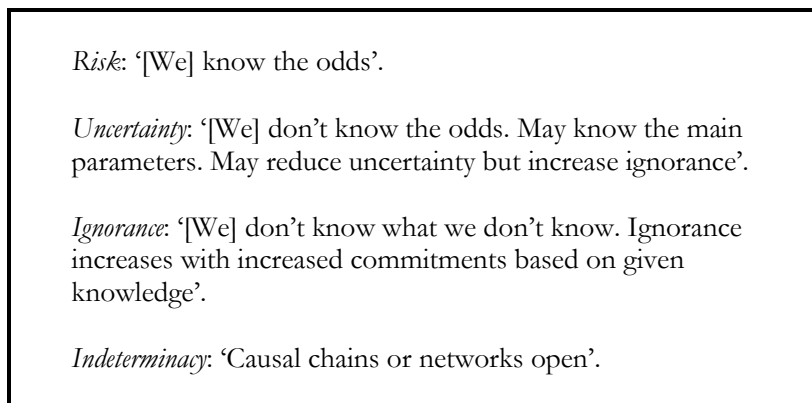 Risk: ‘[We] know the odds’.
Uncertainty: ‘[We] don’t know the odds. May know the main
parameters. May reduce uncertainty but increase ignorance’.
Ignorance: ‘[We] don’t know what we don’t know. Ignorance
increases with increased commitments based on given
knowledge’.
Indeterminacy: ‘Causal chains or networks open’.